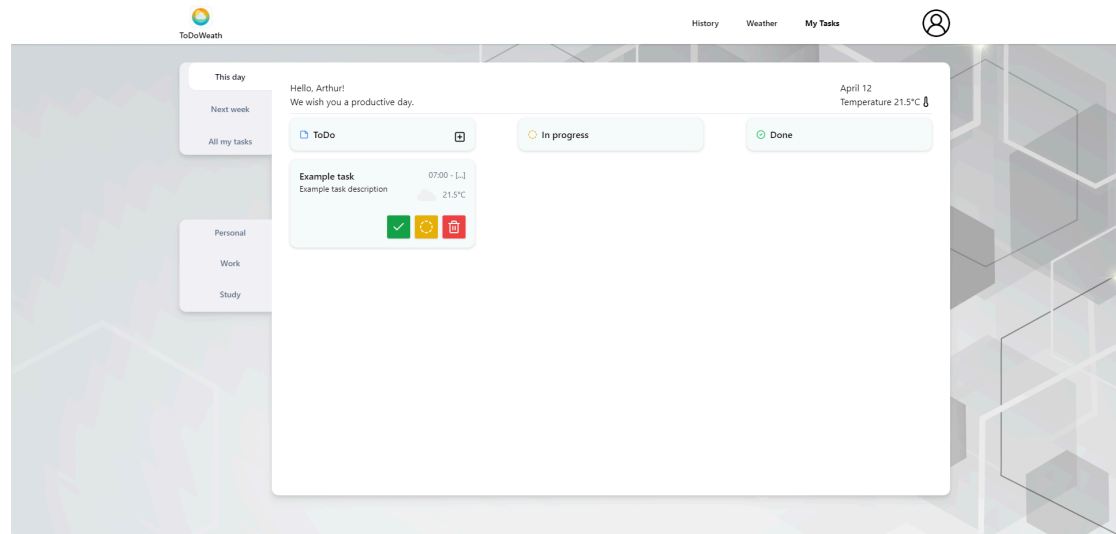 ToDoWeath
History
Weather
My Tasks
This day
Next week
All my tasks
Personal
Work
Study
Hello, Arthur!
We wish you a productive day.
April 12
Temperature 21.5°C
ToDo
In progress
Done
Example task
07:00 - [...]
Example task description
21.5°C